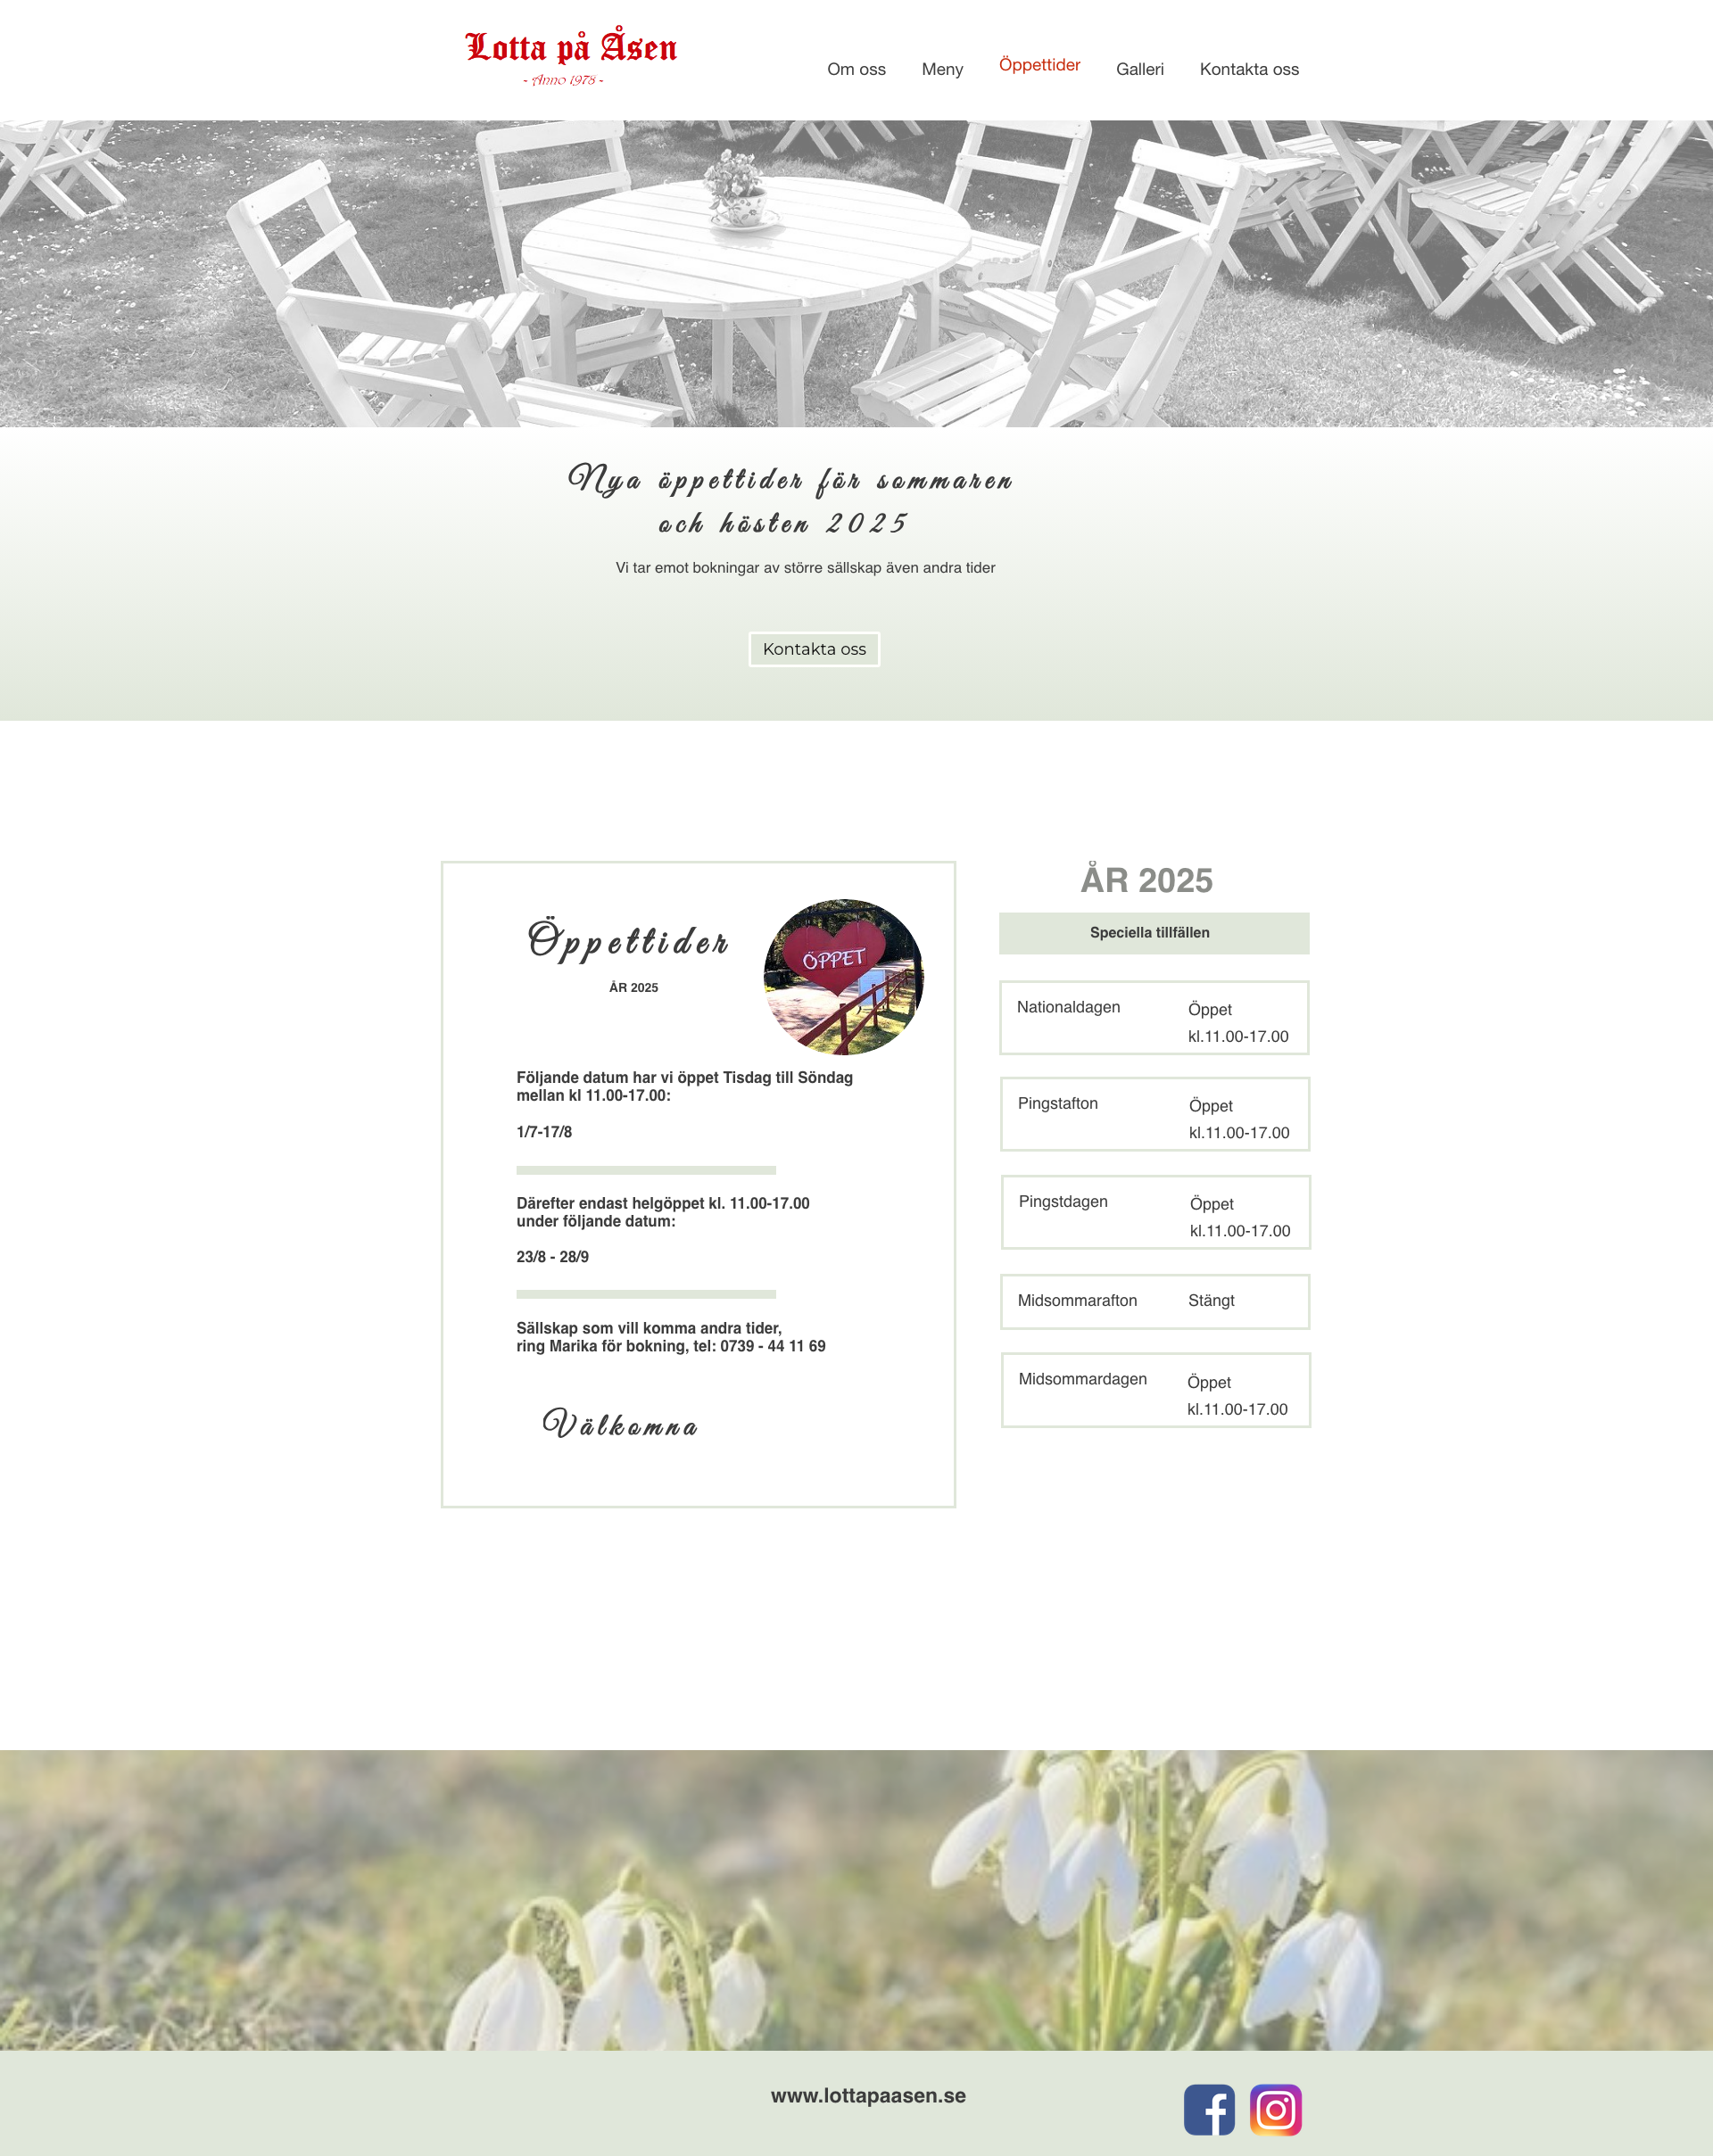 Lotta på Åsen
- Anno 1978 -
Om oss
Meny
Öppettider
Galleri
Kontakta oss
Nya öppettider för sommaren
och hösten 2025
Vi tar emot bokningar av större sällskap även andra tider
Kontakta oss
Öppettider
ÅR 2025
ÖPPET
Följande datum har vi öppet Tisdag till Söndag
mellan kl 11.00-17.00:
1/7-17/8
Därefter endast helgöppet kl. 11.00-17.00
under följande datum:
23/8 - 28/9
Sällskap som vill komma andra tider,
ring Marika för bokning, tel: 0739 - 44 11 69
Välkomna
ÅR 2025
Speciella tillfällen
Nationaldagen
Öppet
kl.11.00-17.00
Pingstafton
Öppet
kl.11.00-17.00
Pingstdagen
Öppet
kl.11.00-17.00
Midsommarafton
Stängt
Midsommardagen
Öppet
kl.11.00-17.00
www.lottapaasen.se